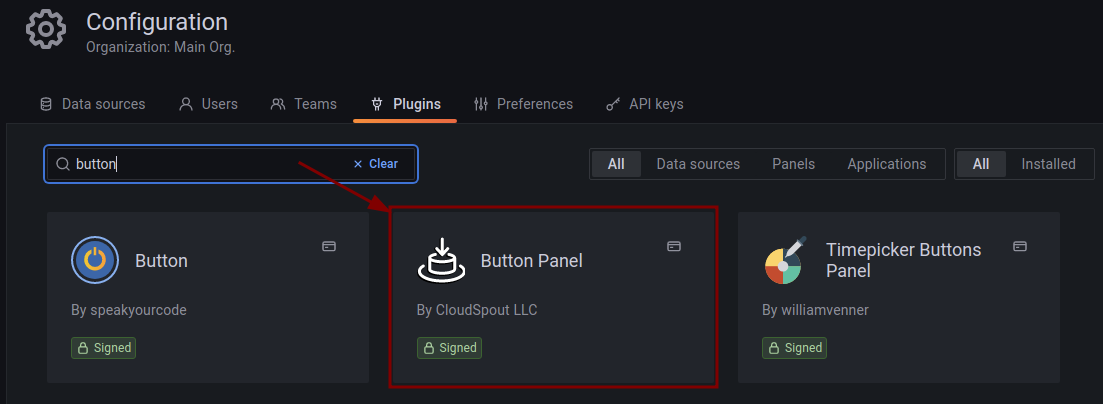 Configuration
Organization: Main Org.
Data sources Users Teams Plugins Preferences API keys
button Clear All Data sources Panels Applications All Installed
Button
By speakyourcode
Signed
Button Panel
By CloudSpout LLC
Signed
Timepicker Buttons
Panel
By williamvenner
Signed